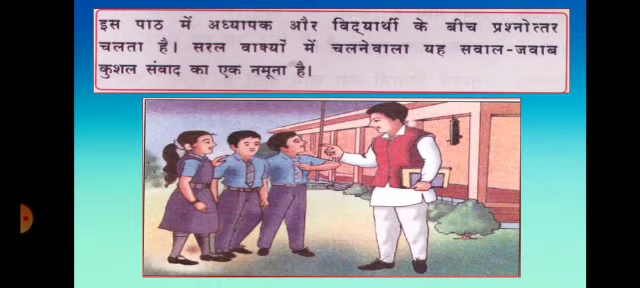 इस पाठ में अध्यापक और विद्यार्थी के बीच प्रश्नोत्तर
चलता है। सरल वाक्यों में चलनेवाला यह सवाल-जवाब
कुशल संवाद का एक नमूना है।